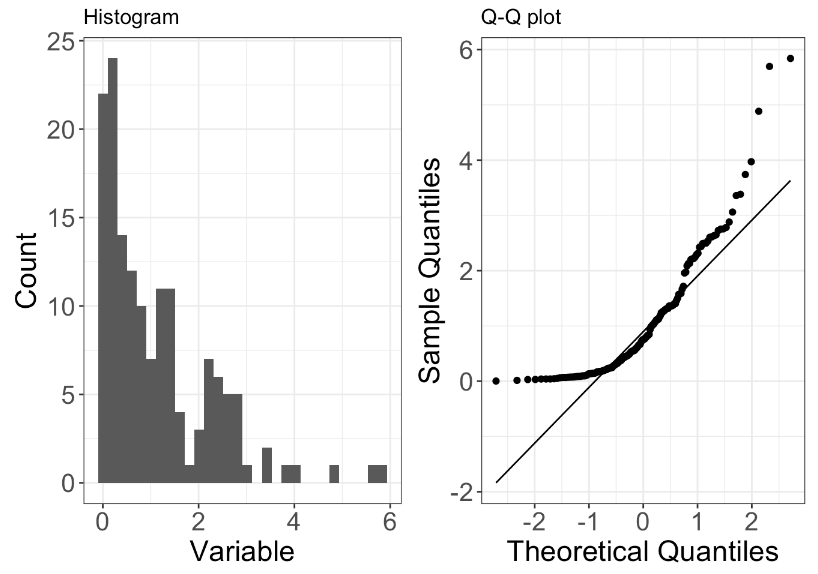 Histogram
25
20
15
10
5
0
Count
0 2 4 6
Variable
Q-Q plot
6
4
2
0
-2
Sample Quantiles
-2 -1 0 1 2
Theoretical Quantiles